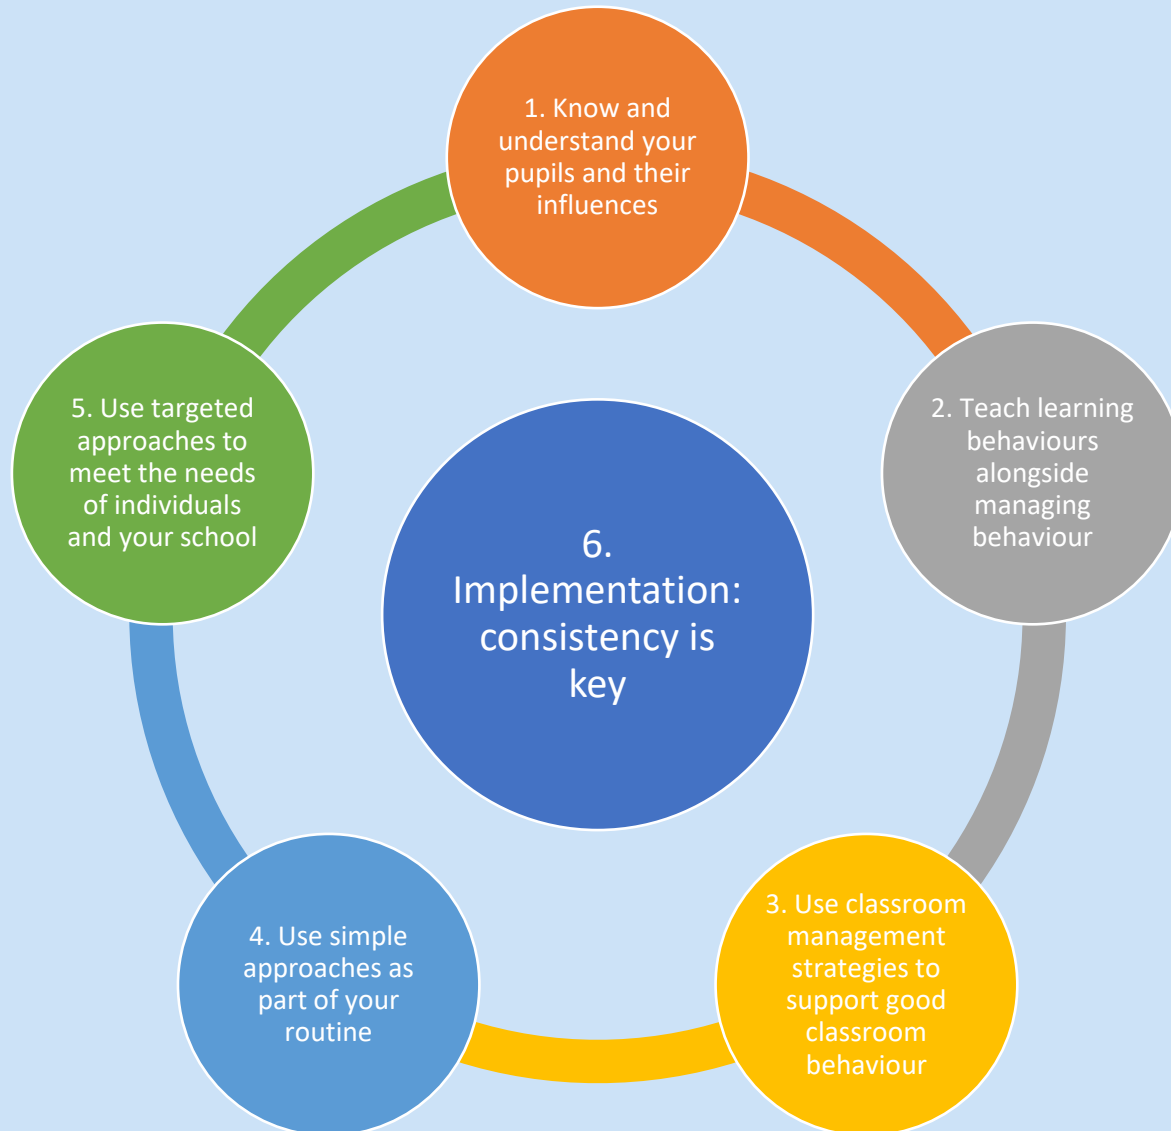 1. Know and
understand your
pupils and their
influences
2. Teach learning
behaviours
alongside
managing
behaviour
3. Use classroom
management
strategies to
support good
classroom
behaviour
4. Use simple
approaches as
part of your
routine
5. Use targeted
approaches to
meet the needs
of individuals
and your school
6.
Implementation:
consistency is
key